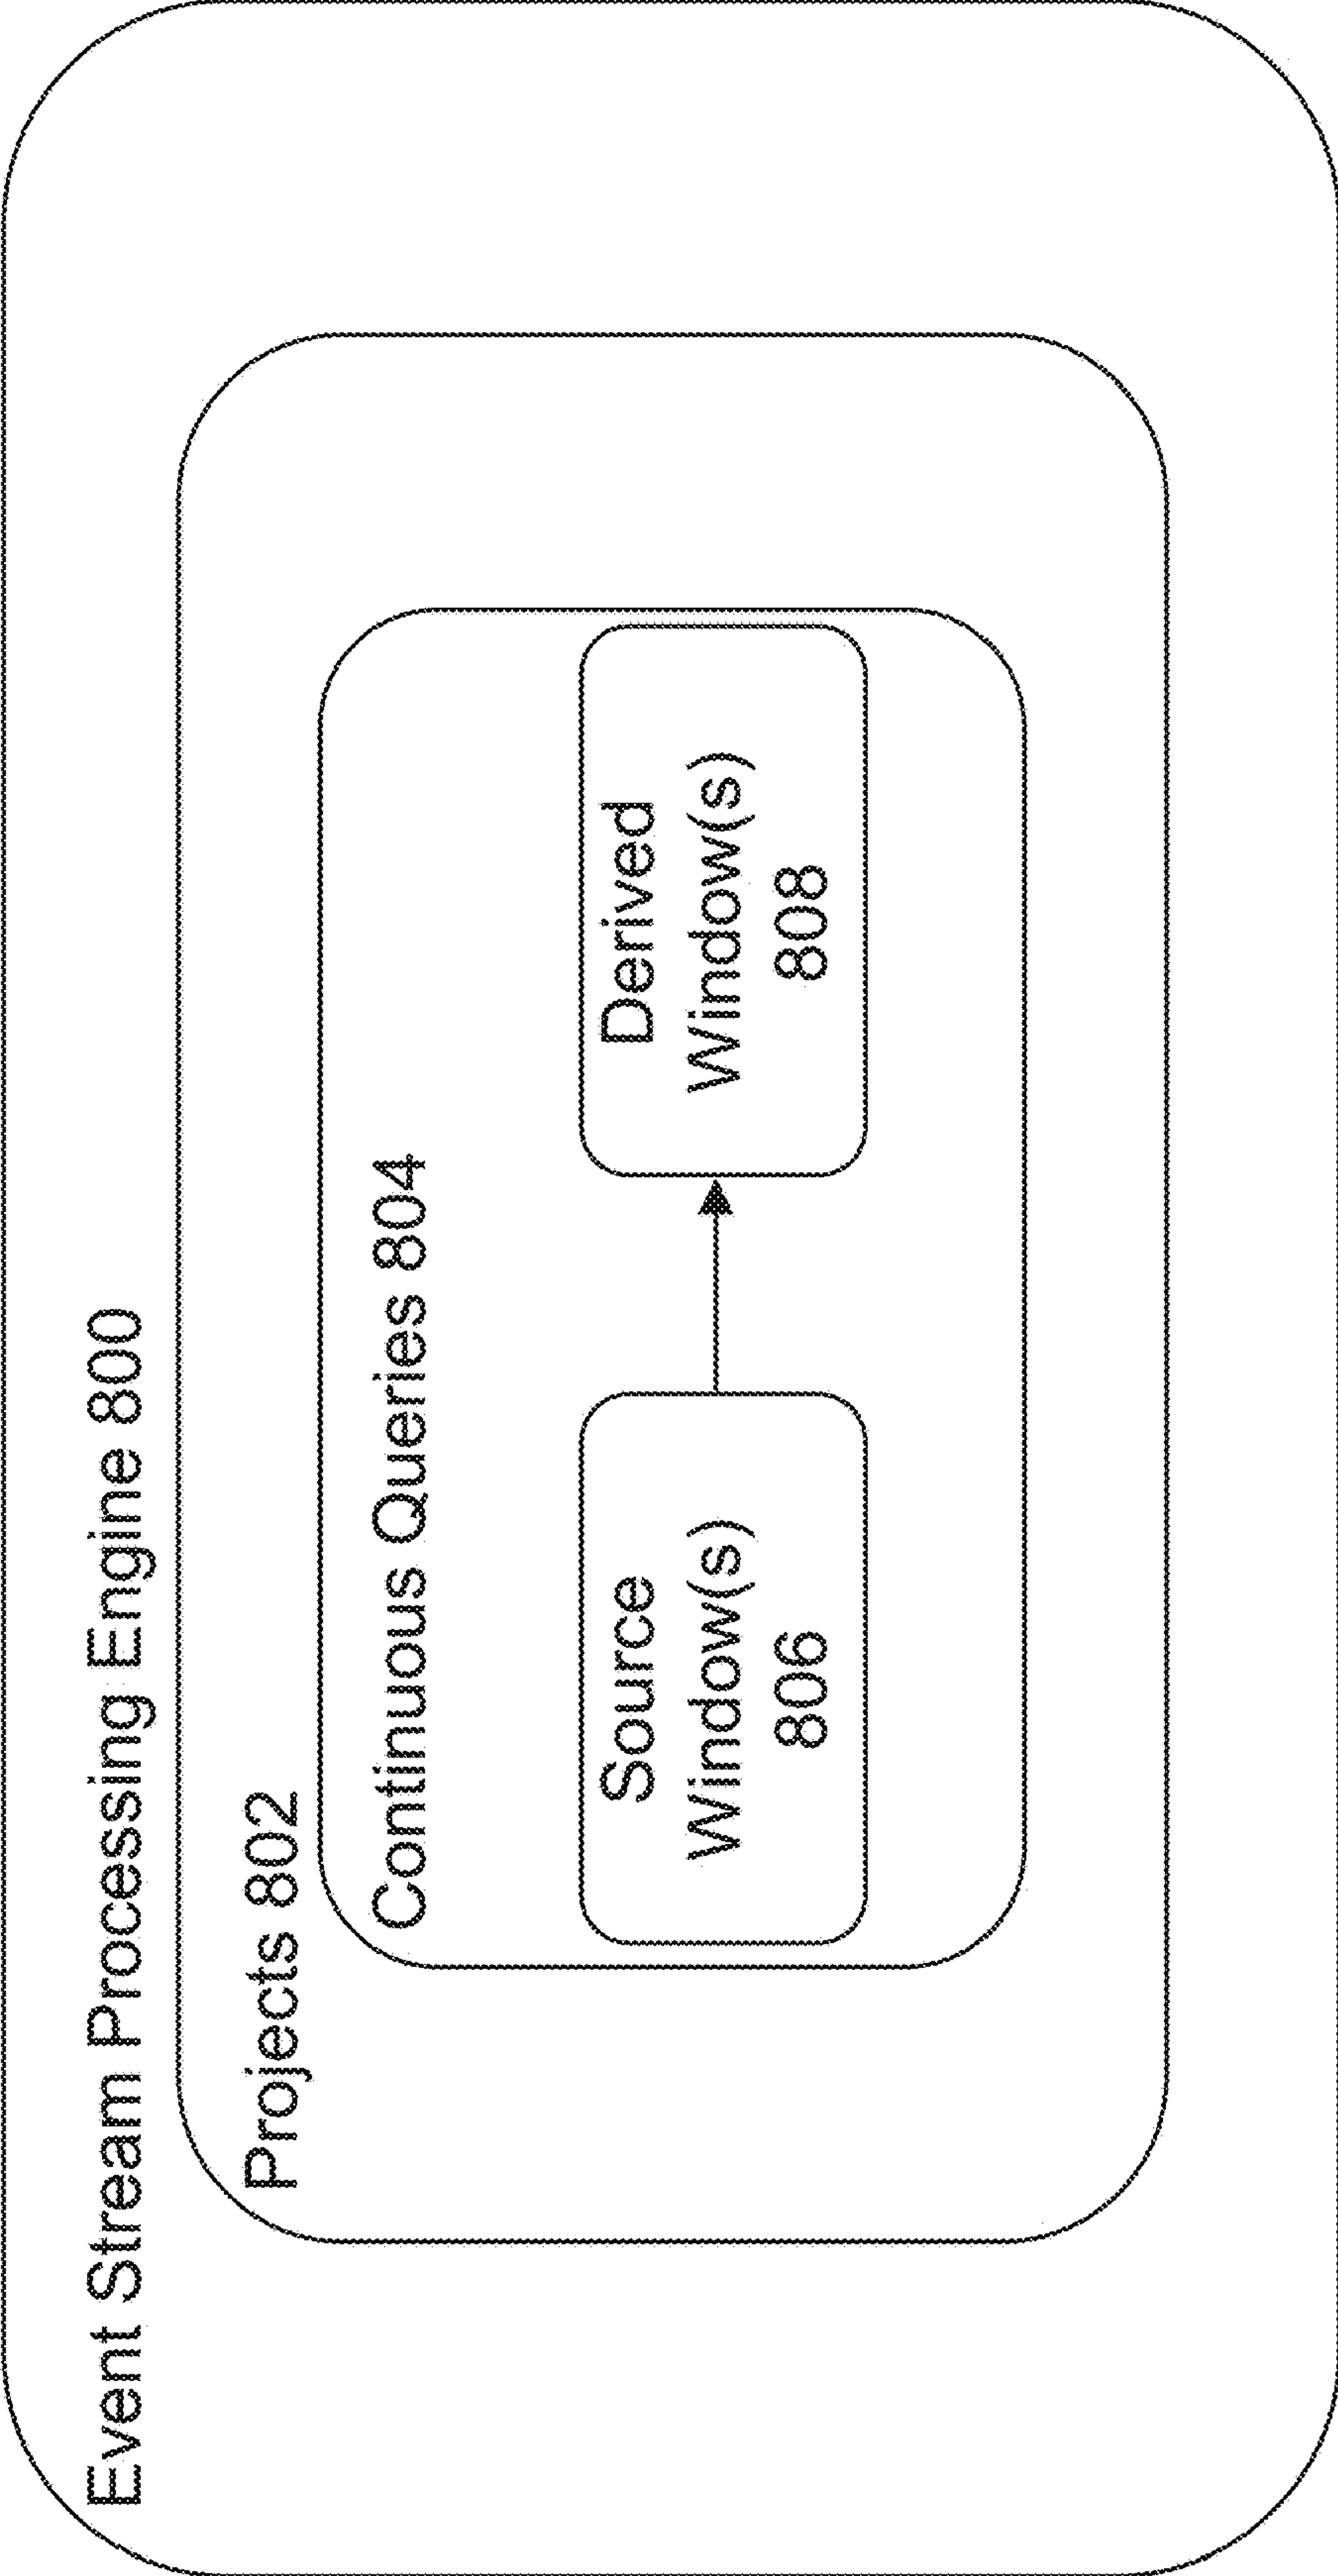 Event Stream Processing Engine 800
Projects 802
Continuous Queries 804
Source
Window(s)
806
Derived
Window(s)
808